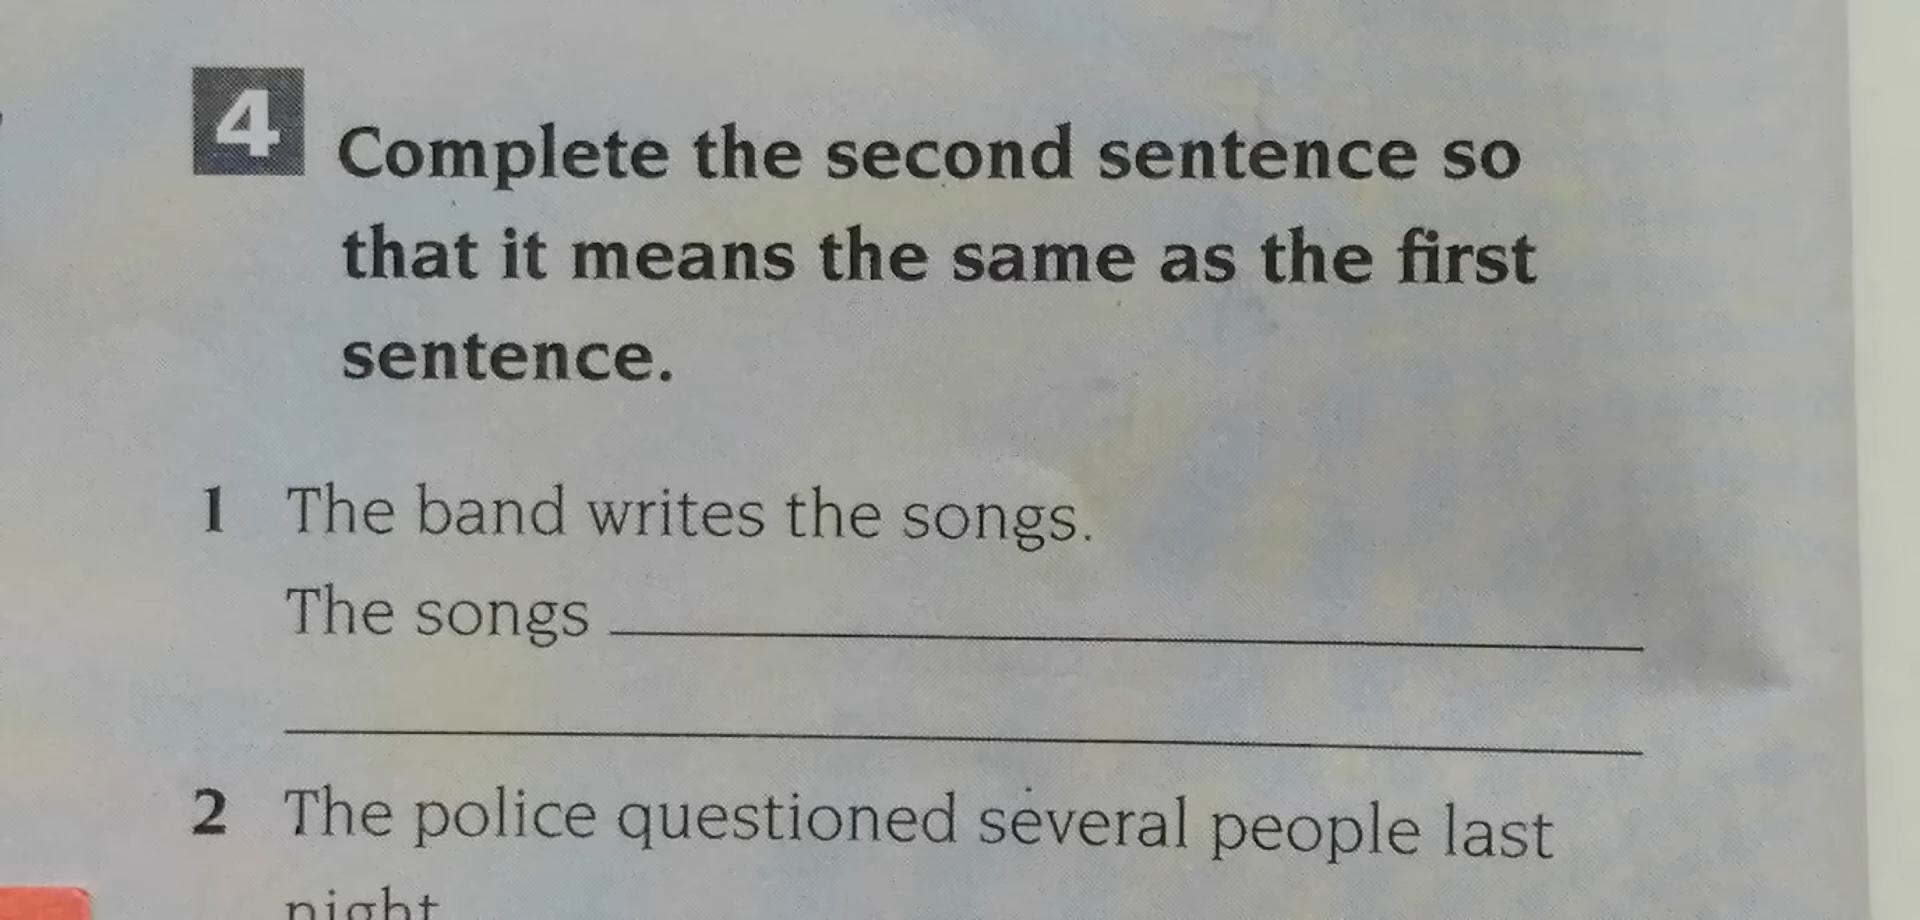 4 Complete the second sentence so
that it means the same as the first
sentence.
1 The band writes the songs.
The songs
2 The police questioned several people last
night